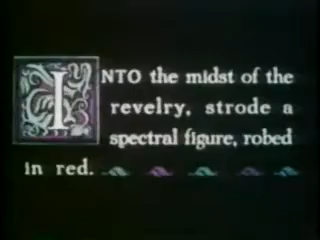 INTO the midst of the
revelry, strode a
spectral figure, robed
in red.